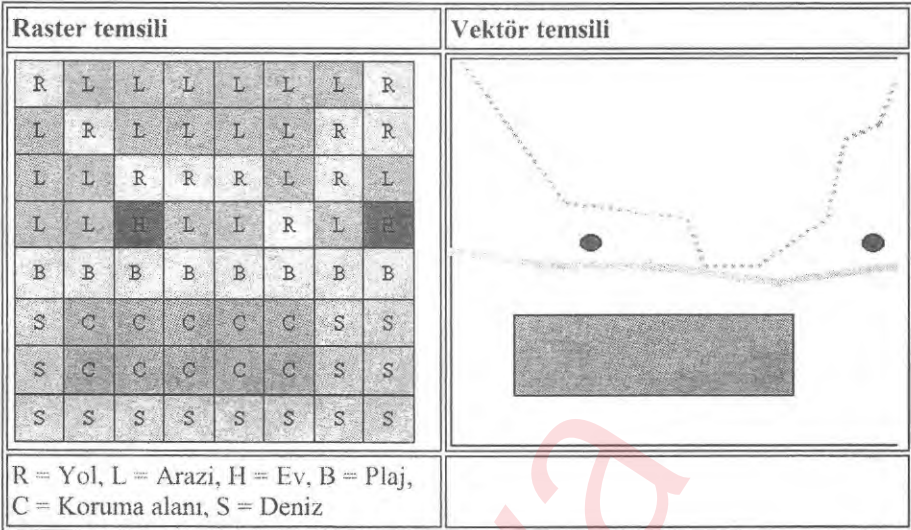 Raster temsili
Vektör temsili
R L L L L L L R
L R L L L L R R
L L R R R L R L
L L H L L R L H
B B B B B B B B
S C C C C C S S
S C C C C C S S
S S S S S S S S
R = Yol, L = Arazi, H = Ev, B = Plaj,
C = Koruma alanı, S = Deniz